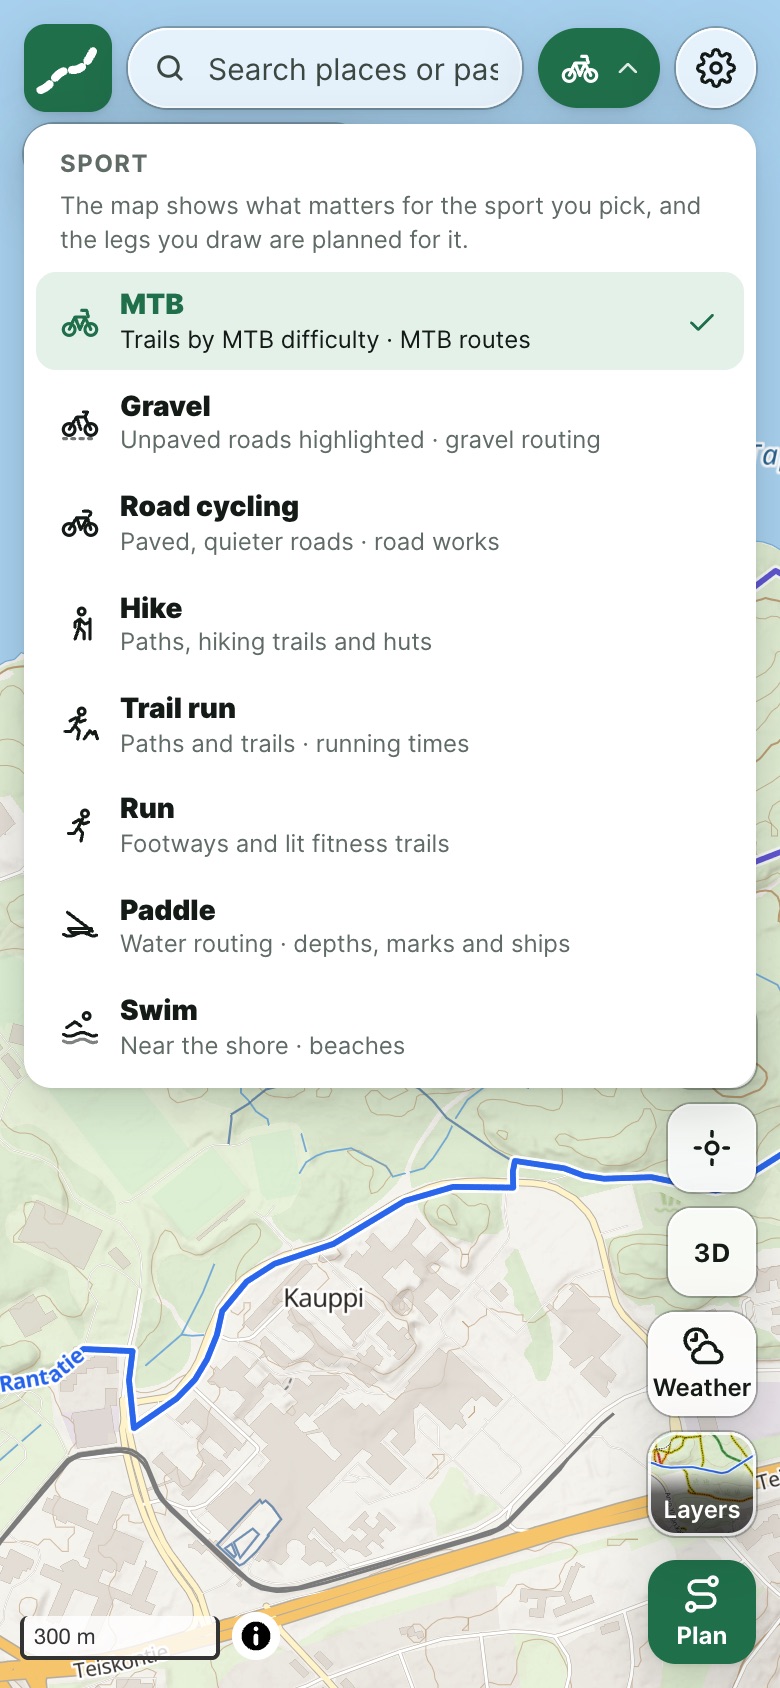 Search places or pas
SPORT
The map shows what matters for the sport you pick, and
the legs you draw are planned for it.
MTB
Trails by MTB difficulty · MTB routes
Gravel
Unpaved roads highlighted · gravel routing
Road cycling
Paved, quieter roads · road works
Hike
Paths, hiking trails and huts
Trail run
Paths and trails · running times
Run
Footways and lit fitness trails
Paddle
Water routing · depths, marks and ships
Swim
Near the shore · beaches
3D
Kauppi
Rantatie
Weather
Layers
Plan
300 m
Teiskontie